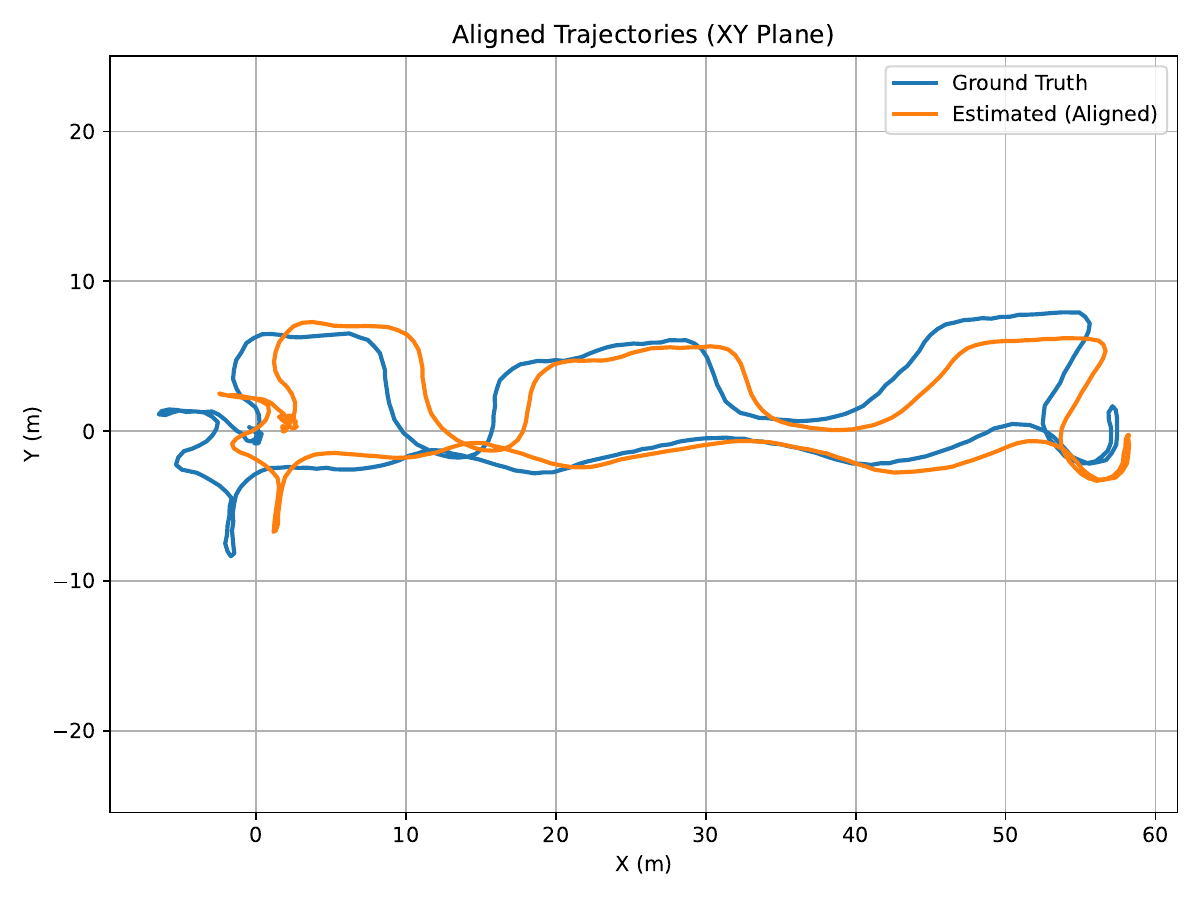 Aligned Trajectories (XY Plane)
Ground Truth
Estimated (Aligned)
20
10
0
−10
−20
Y (m)
0 10 20 30 40 50 60
X (m)